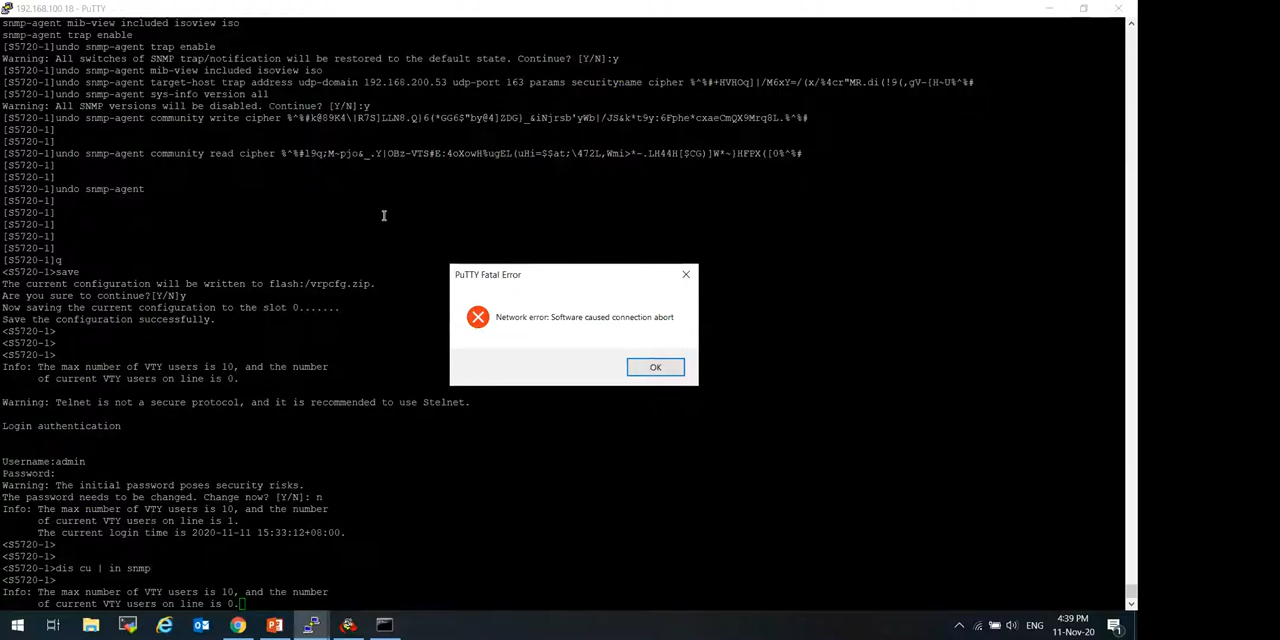 192.168.100.18 - PuTTY
snmp-agent mib-view included isoview iso
snmp-agent trap enable
[S5720-1]undo snmp-agent trap enable
Warning: All switches of SNMP trap/notification will be restored to the default state. Continue? [Y/N]:y
[S5720-1]undo snmp-agent mib-view included isoview iso
[S5720-1]undo snmp-agent target-host trap address udp-domain 192.168.200.53 udp-port 163 params securityname cipher %^%#+HVHOq]|/M6xY=/(x/%4cr"MR.di(!9(,gV-[H~U%^%#
[S5720-1]undo snmp-agent sys-info version all
Warning: All SNMP versions will be disabled. Continue? [Y/N]:y
[S5720-1]undo snmp-agent community write cipher %^%#k@89K4\|R7S]LLN8.Q}6(*GG6$"by@4]ZDG}_&iNjrsb'yWb|/JS&k*t9y:6Fphe*cxaeCmQX9Mrq8L.%^%#
[S5720-1]
[S5720-1]
[S5720-1]undo snmp-agent community read cipher %^%#l9q;M~pjo&_.Y|OBz-VTS#E:4oXowH%ugEL(uHi=$$at;\472L,Wmi>*-.LH44H[$CG)]W*~}HFPX([0%^%#
[S5720-1]
[S5720-1]
[S5720-1]undo snmp-agent
[S5720-1]
[S5720-1]
[S5720-1]
[S5720-1]
[S5720-1]
[S5720-1]q
<S5720-1>save
The current configuration will be written to flash:/vrpcfg.zip.
Are you sure to continue?[Y/N]y
Now saving the current configuration to the slot 0.......
Save the configuration successfully.
<S5720-1>
<S5720-1>
<S5720-1>
Info: The max number of VTY users is 10, and the number
of current VTY users on line is 0.
Warning: Telnet is not a secure protocol, and it is recommended to use Stelnet.
Login authentication
Username:admin
Password:
Warning: The initial password poses security risks.
The password needs to be changed. Change now? [Y/N]: n
Info: The max number of VTY users is 10, and the number
of current VTY users on line is 1.
The current login time is 2020-11-11 15:33:12+08:00.
<S5720-1>
<S5720-1>
<S5720-1>dis cu | in snmp
<S5720-1>
Info: The max number of VTY users is 10, and the number
of current VTY users on line is 0.
PuTTY Fatal Error
Network error: Software caused connection abort
OK
ENG
4:39 PM
11-Nov-20
1